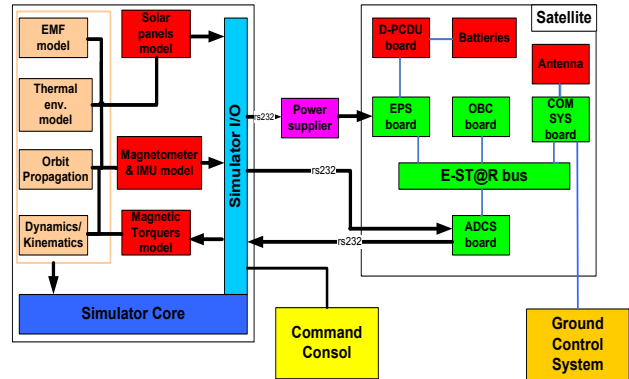 EMF
model
Solar
panels
model
Thermal
env. model
Orbit
Propagation
Magnetometer
& IMU model
Dynamics/
Kinematics
Magnetic
Torquers
model
Simulator Core
Simulator I/O
rs232
Power
supplier
rs232
rs232
Command
Consol
Satellite
D-PCDU
board
Batteries
Antenna
EPS
board
OBC
board
COM
SYS
board
E-ST@R bus
ADCS
board
Ground
Control
System